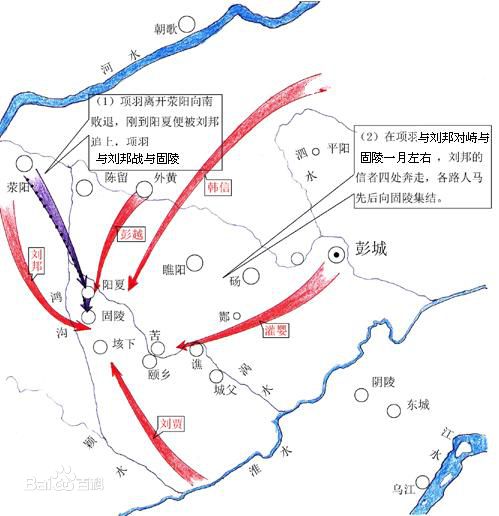 朝歌
河水
（1）项羽离开荥阳向南
败退，刚到阳夏便被刘邦
追上，项羽
与刘邦战与固陵
（2）在项羽与刘邦对峙与
固陵一月左右，刘邦的
信者四处奔走，各路人马
先后向固陵集结。
泗水
平阳
荥阳
陈留
外黄
韩信
彭越
刘邦
彭城
睢阳
砀
阳夏
鸿沟
固陵
酂
灌婴
垓下
苦
颐乡
谯
城父
涡水
阴陵
东城
刘贾
颖水
淮水
江水
乌江
Bai 百科